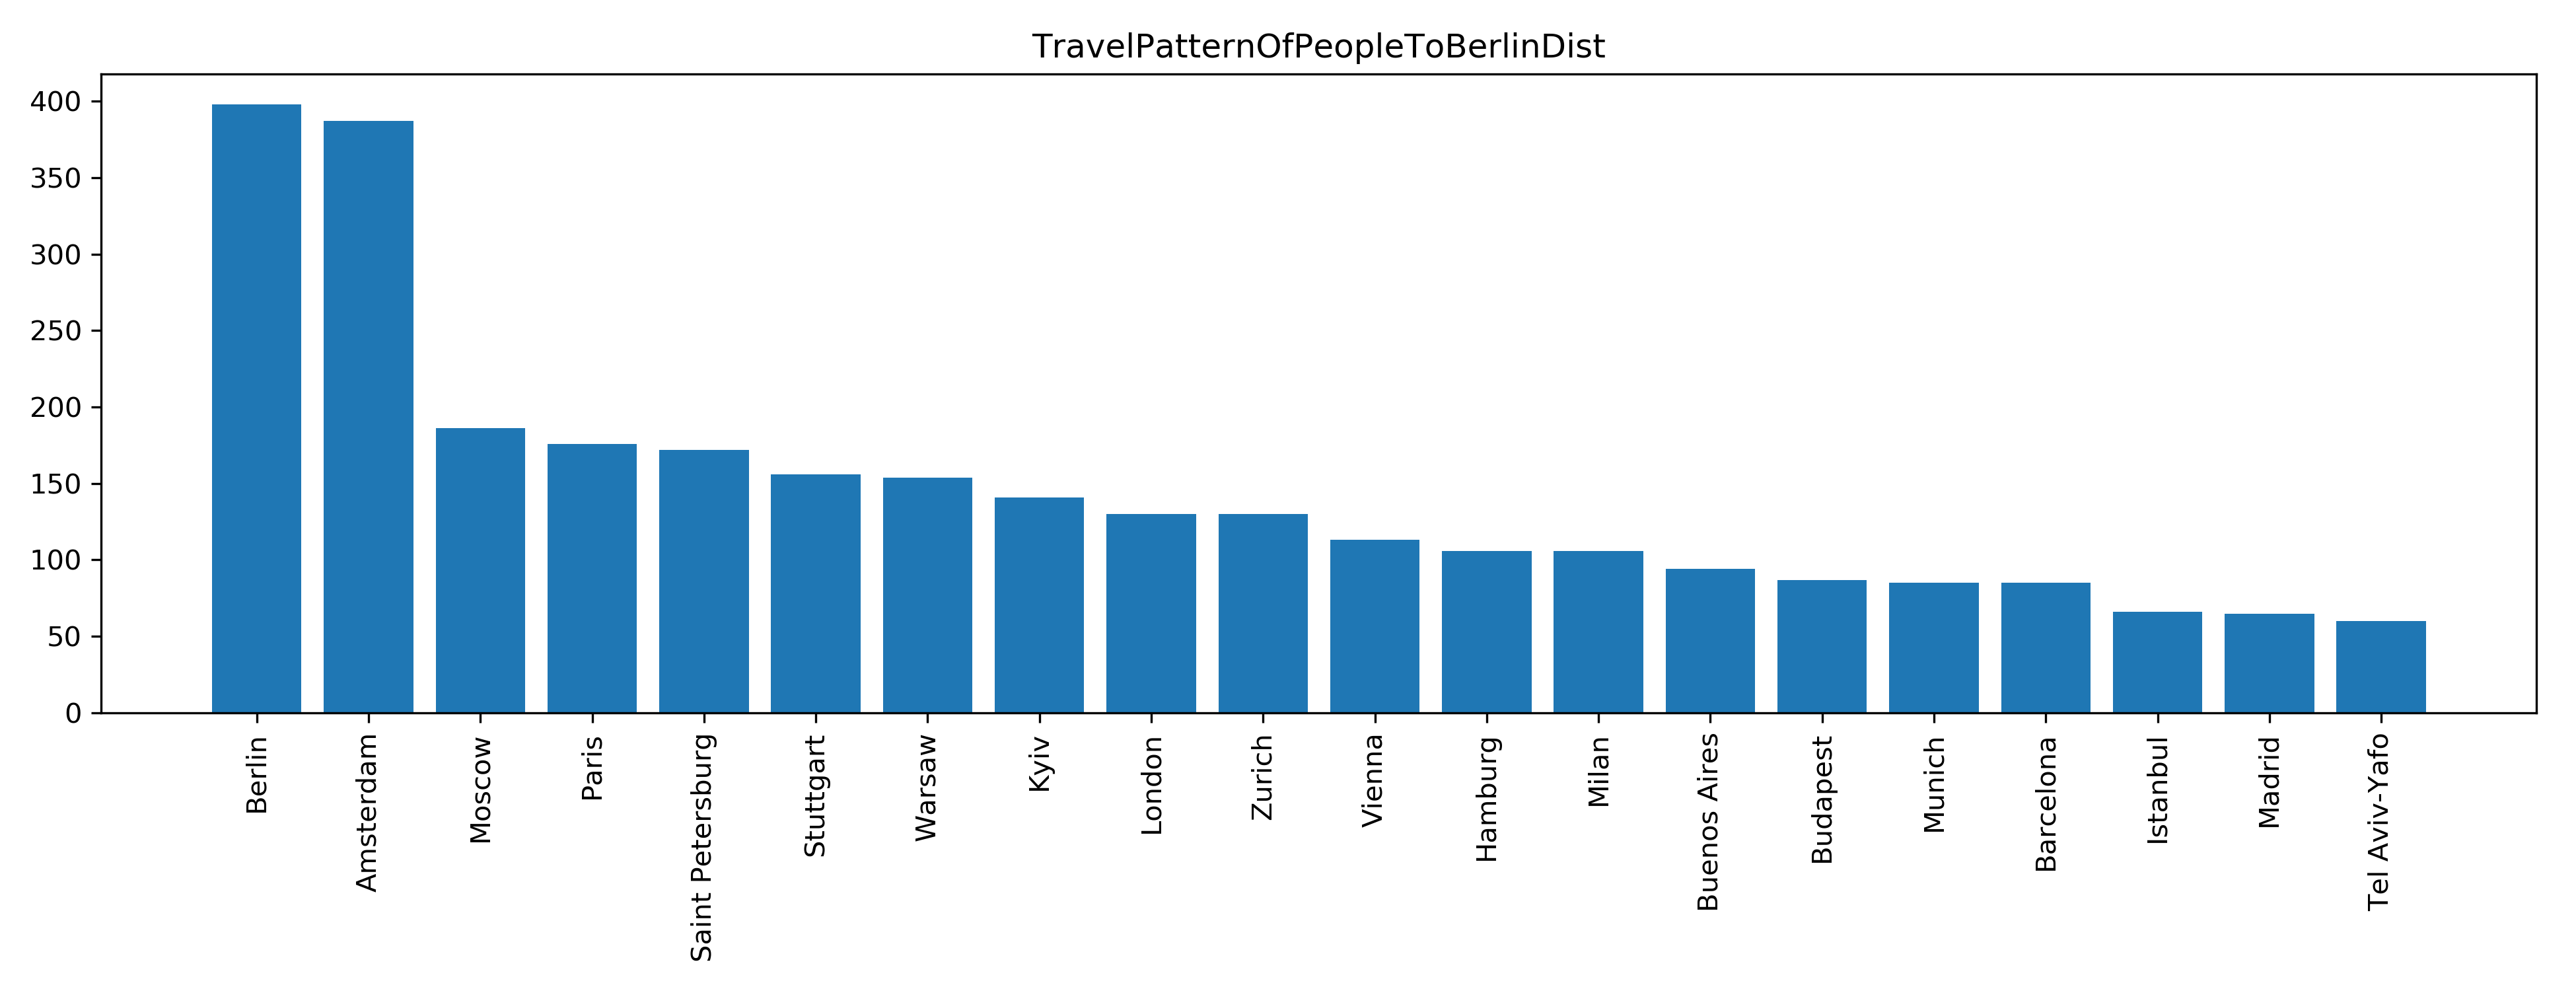 TravelPatternOfPeopleToBerlinDist
400
350
300
250
200
150
100
50
0
Berlin
Amsterdam
Moscow
Paris
Saint Petersburg
Stuttgart
Warsaw
Kyiv
London
Zurich
Vienna
Hamburg
Milan
Buenos Aires
Budapest
Munich
Barcelona
Istanbul
Madrid
Tel Aviv-Yafo